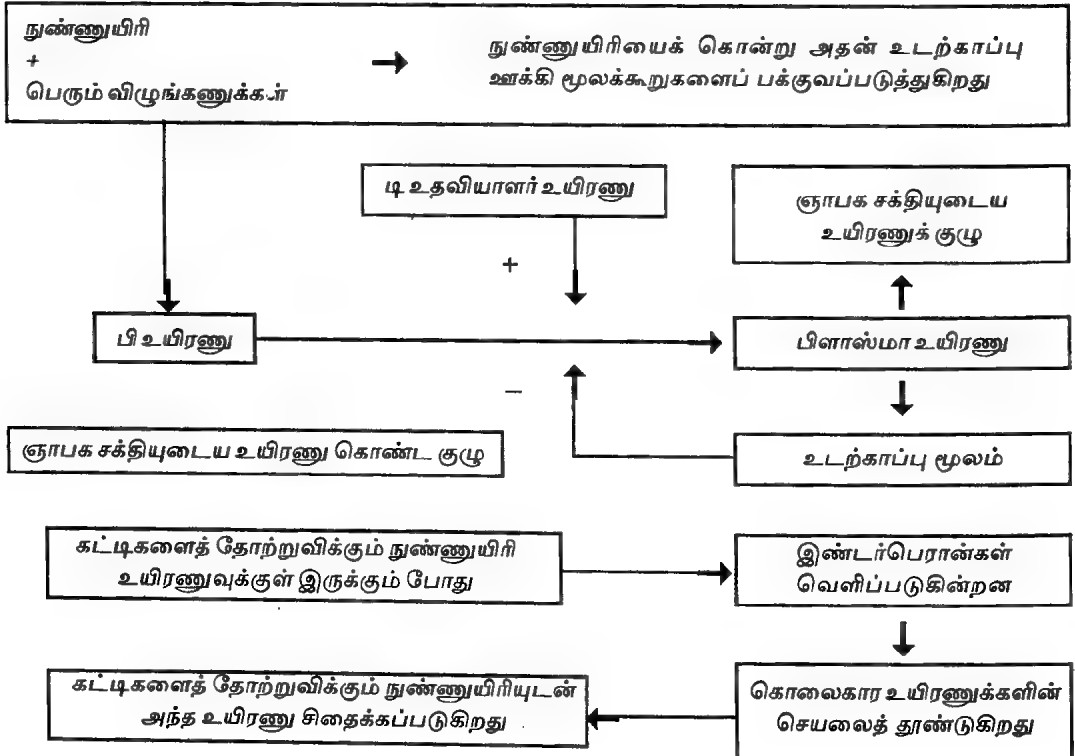 நுண்ணுயிரி
+
பெரும் விழுங்கணுக்கள்
நுண்ணுயிரியைக் கொன்று அதன் உடற்காப்பு
ஊக்கி மூலக்கூறுகளைப் பக்குவப்படுத்துகிறது
டி உதவியாளர் உயிரணு
ஞாபக சக்தியுடைய
உயிரணுக் குழு
+
பி உயிரணு
பிளாஸ்மா உயிரணு
–
ஞாபக சக்தியுடைய உயிரணு கொண்ட குழு
உடற்காப்பு மூலம்
கட்டிகளைத் தோற்றுவிக்கும் நுண்ணுயிரி
உயிரணுவுக்குள் இருக்கும் போது
இண்டர்பெரான்கள்
வெளிப்படுகின்றன
கட்டிகளைத் தோற்றுவிக்கும் நுண்ணுயிரியுடன்
அந்த உயிரணு சிதைக்கப்படுகிறது
கொலைகார உயிரணுக்களின்
செயலைத் தூண்டுகிறது